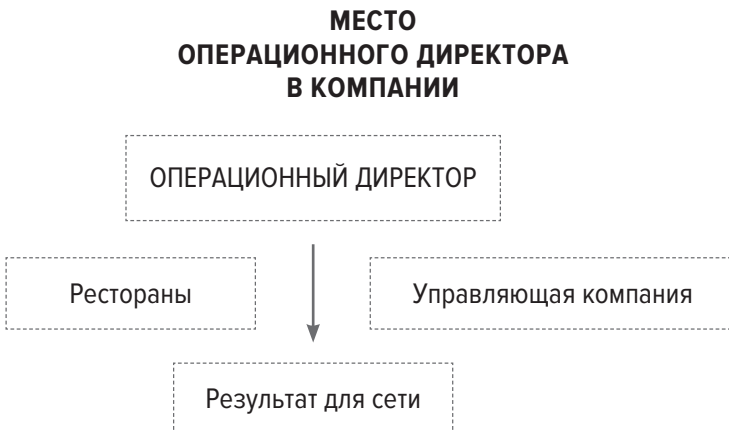 МЕСТО
ОПЕРАЦИОННОГО ДИРЕКТОРА
В КОМПАНИИ
ОПЕРАЦИОННЫЙ ДИРЕКТОР
Рестораны
Управляющая компания
Результат для сети